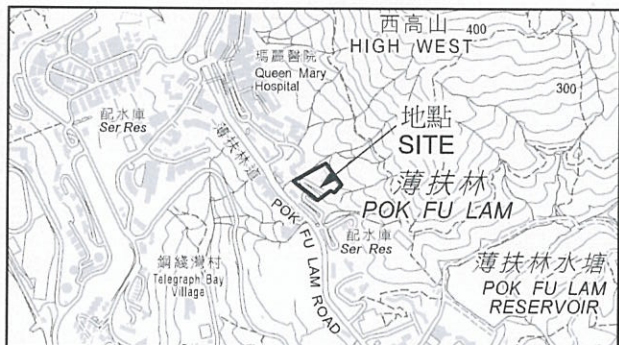 西高山
HIGH WEST
400
300
瑪麗醫院
Queen Mary
Hospital
配水庫
Ser Res
薄扶林道
POK FU LAM ROAD
地點
SITE
薄扶林
POK FU LAM
配水庫
Ser Res
鋼綫灣村
Telegraph Bay
Villaga
薄扶林水塘
POK FU LAM
RESERVOIR